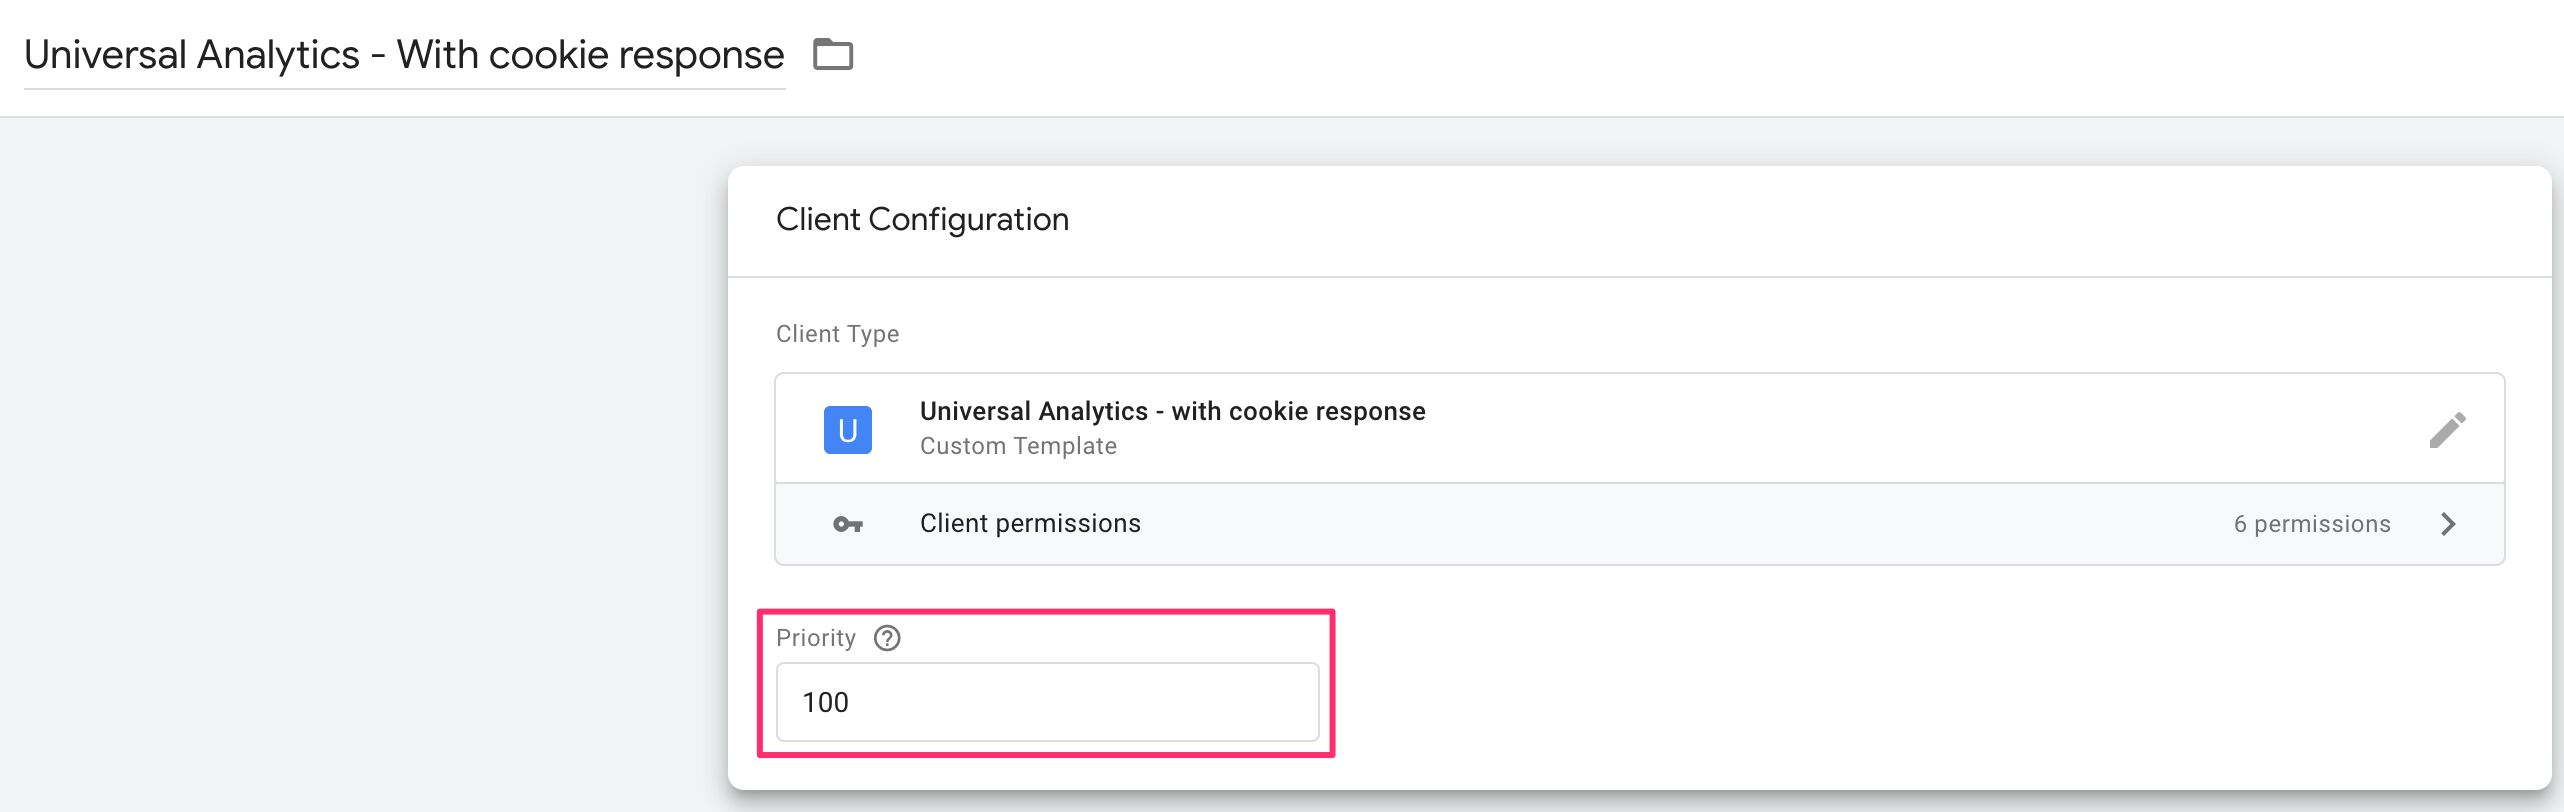 Universal Analytics - With cookie response
Client Configuration
Client Type
U
Universal Analytics - with cookie response
Custom Template
Client permissions
6 permissions
Priority
100